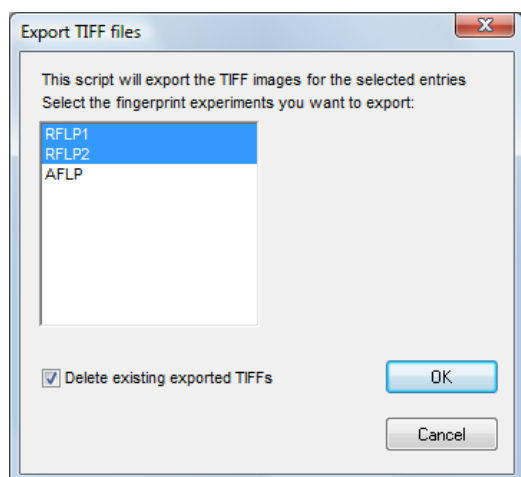 Export TIFF files
This script will export the TIFF images for the selected entries
Select the fingerprint experiments you want to export:
RFLP1
RFLP2
AFLP
Delete existing exported TIFFs
OK
Cancel